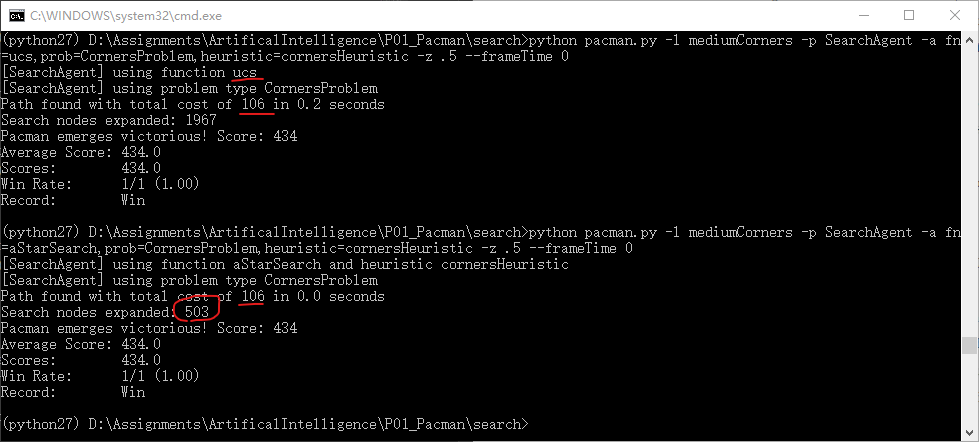 C:\WINDOWS\system32\cmd.exe
(python27) D:\Assignments\ArtificalIntelligence\P01_Pacman\search>python pacman.py -l mediumCorners -p SearchAgent -a fn
=ucs,prob=CornersProblem,heuristic=cornersHeuristic -z .5 --frameTime 0
[SearchAgent] using function ucs
[SearchAgent] using problem type CornersProblem
Path found with total cost of 106 in 0.2 seconds
Search nodes expanded: 1967
Pacman emerges victorious! Score: 434
Average Score: 434.0
Scores:        434.0
Win Rate:      1/1 (1.00)
Record:        Win
(python27) D:\Assignments\ArtificalIntelligence\P01_Pacman\search>python pacman.py -l mediumCorners -p SearchAgent -a fn
=aStarSearch,prob=CornersProblem,heuristic=cornersHeuristic -z .5 --frameTime 0
[SearchAgent] using function aStarSearch and heuristic cornersHeuristic
[SearchAgent] using problem type CornersProblem
Path found with total cost of 106 in 0.0 seconds
Search nodes expanded: 503
Pacman emerges victorious! Score: 434
Average Score: 434.0
Scores:        434.0
Win Rate:      1/1 (1.00)
Record:        Win
(python27) D:\Assignments\ArtificalIntelligence\P01_Pacman\search>